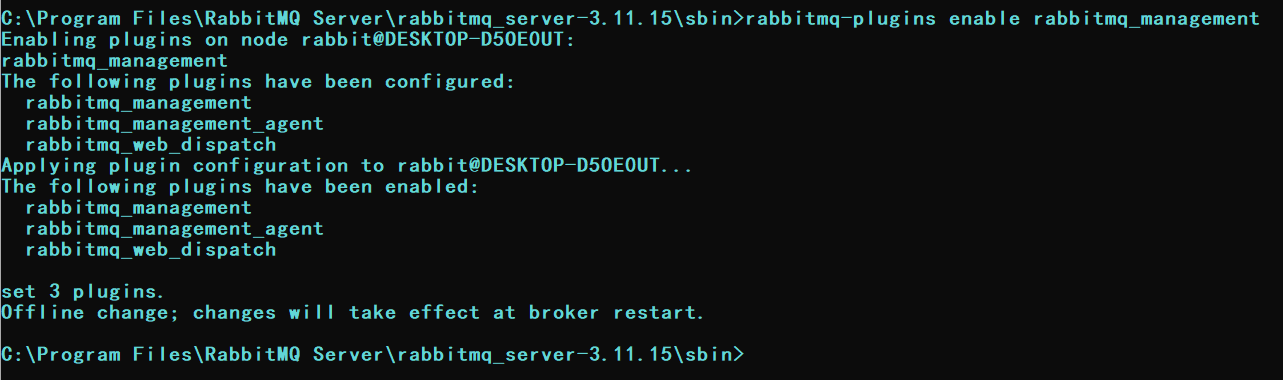 C:\Program Files\RabbitMQ Server\rabbitmq_server-3.11.15\sbin>rabbitmq-plugins enable rabbitmq_management
Enabling plugins on node rabbit@DESKTOP-D5OEOUT:
rabbitmq_management
The following plugins have been configured:
  rabbitmq_management
  rabbitmq_management_agent
  rabbitmq_web_dispatch
Applying plugin configuration to rabbit@DESKTOP-D5OEOUT...
The following plugins have been enabled:
  rabbitmq_management
  rabbitmq_management_agent
  rabbitmq_web_dispatch

set 3 plugins.
Offline change; changes will take effect at broker restart.

C:\Program Files\RabbitMQ Server\rabbitmq_server-3.11.15\sbin>